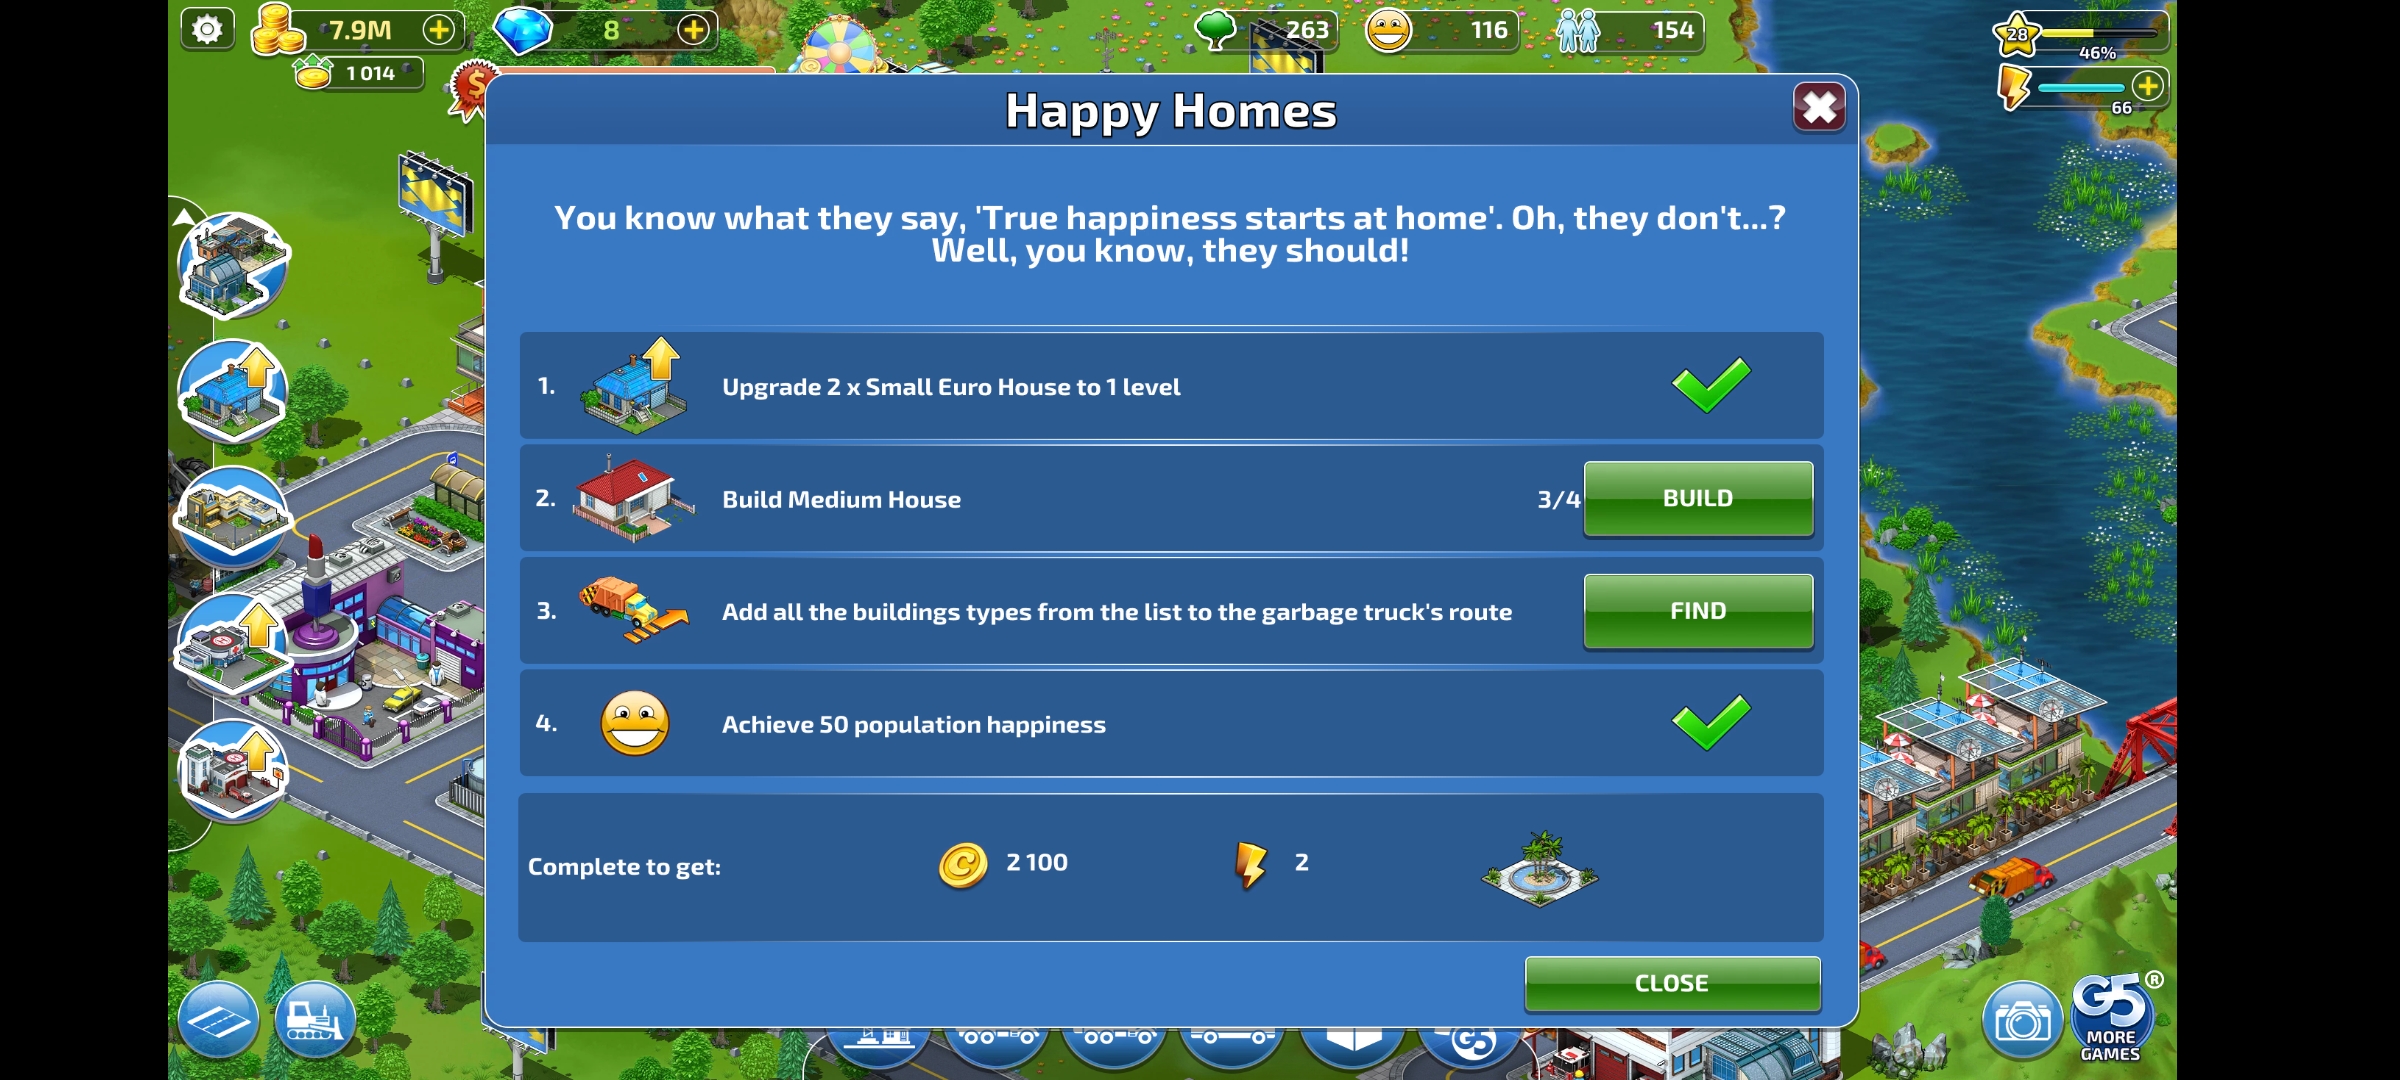 7.9M
8
263
116
154
28
46%
1 014
66
Happy Homes
You know what they say, 'True happiness starts at home'. Oh, they don't...?
Well, you know, they should!
1. Upgrade 2 x Small Euro House to 1 level
2. Build Medium House 3/4 BUILD
3. Add all the buildings types from the list to the garbage truck's route FIND
4. Achieve 50 population happiness
Complete to get: 2 100 2
CLOSE
G5
G5 ®
MORE
GAMES